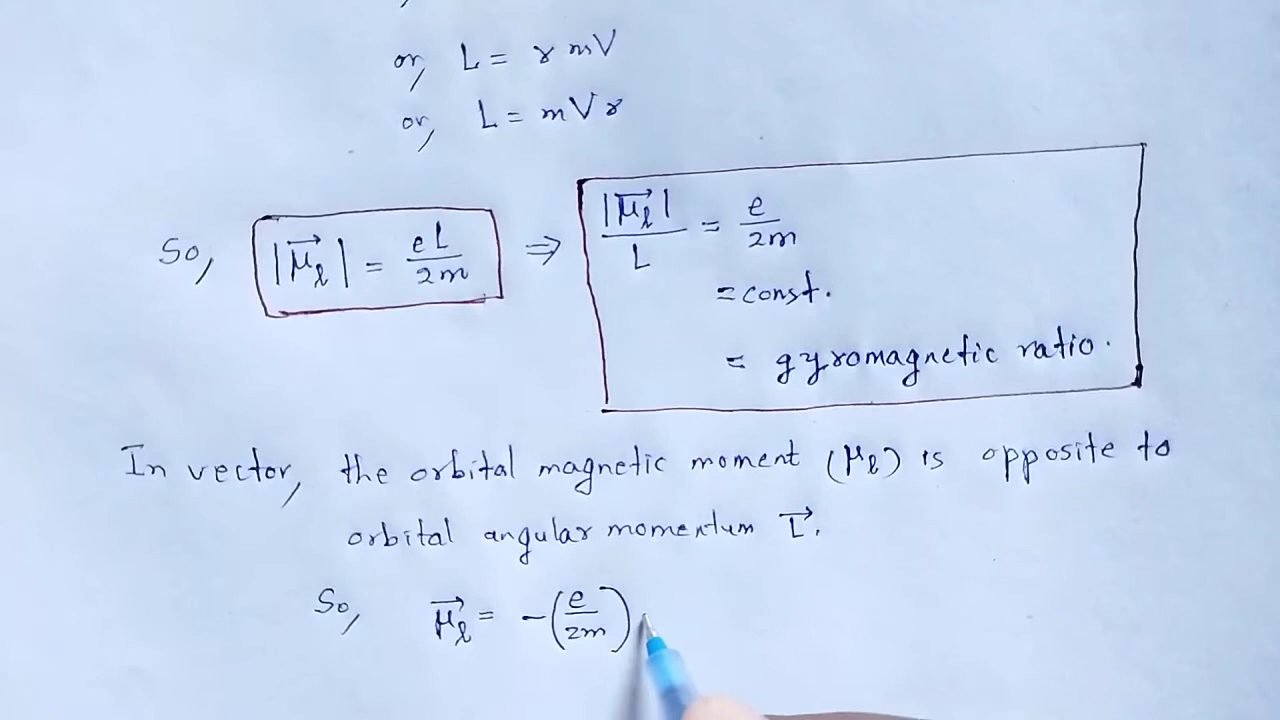 or, L = r mV
or, L = mVr
So, |μ⃗ₗ| = eL/2m ⇒ |μ⃗ₗ|/L = e/2m
= const.
= gyromagnetic ratio.
In vector, the orbital magnetic moment (μₗ) is opposite to
orbital angular momentum L⃗.
So, μ⃗ₗ = -(e/2m)